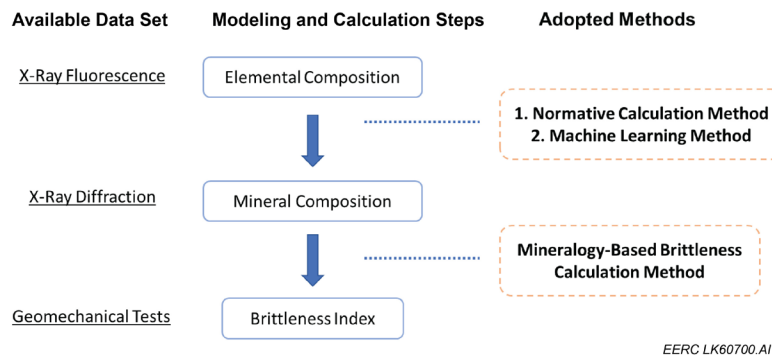 Available Data Set
Modeling and Calculation Steps
Adopted Methods
X-Ray Fluorescence
Elemental Composition
1. Normative Calculation Method
2. Machine Learning Method
X-Ray Diffraction
Mineral Composition
Mineralogy-Based Brittleness
Calculation Method
Geomechanical Tests
Brittleness Index
EERC LK60700.AI